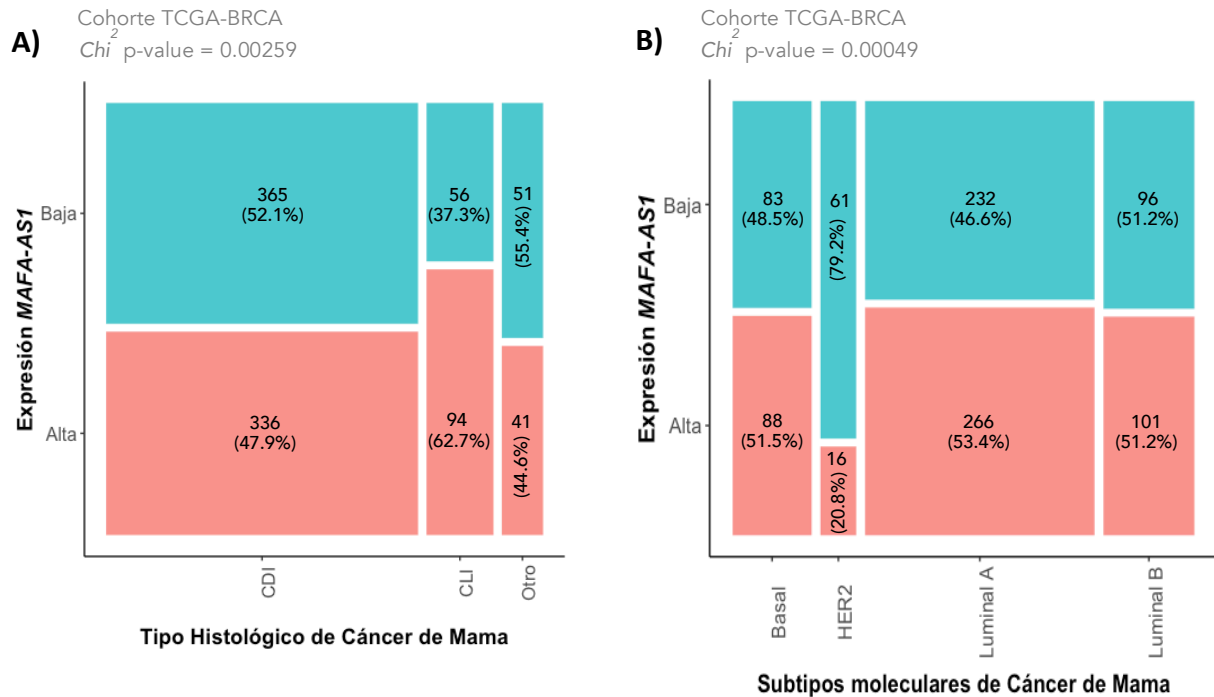 A)
Cohorte TCGA-BRCA
Chi² p-value = 0.00259
Expresión MAFA-AS1
Baja
Alta
365
(52.1%)
56
(37.3%)
51
(55.4%)
336
(47.9%)
94
(62.7%)
41
(44.6%)
CDI
CLI
Otro
Tipo Histológico de Cáncer de Mama
B)
Cohorte TCGA-BRCA
Chi² p-value = 0.00049
Expresión MAFA-AS1
Baja
Alta
83
(48.5%)
61
(79.2%)
232
(46.6%)
96
(51.2%)
88
(51.5%)
16
(20.8%)
266
(53.4%)
101
(51.2%)
Basal
HER2
Luminal A
Luminal B
Subtipos moleculares de Cáncer de Mama